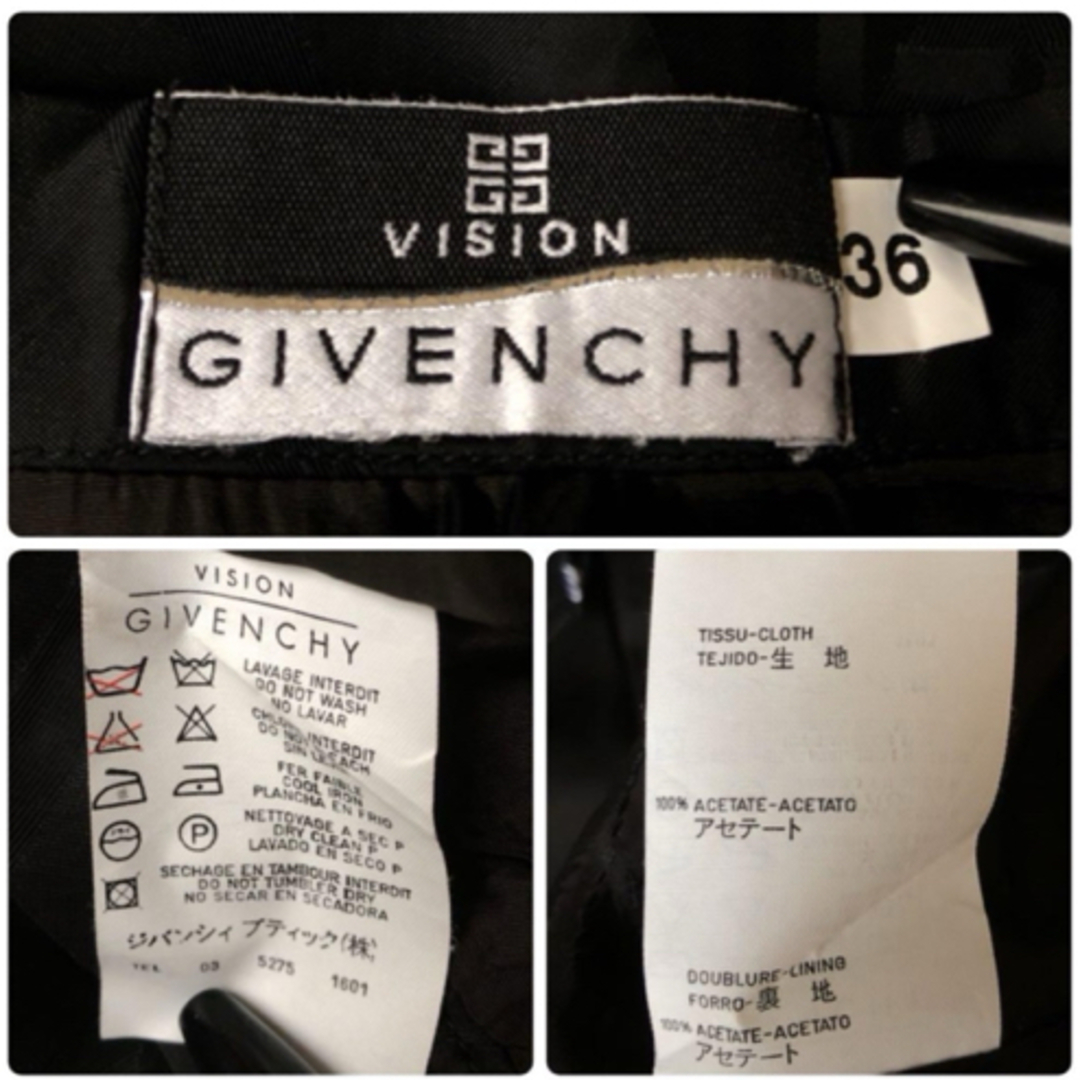 VISION
GIVENCHY
36
VISION
GIVENCHY
LAVAGE INTERDIT
DO NOT WASH
NO LAVAR
CHLORE INTERDIT
DO NOT BLEACH
SIN
FER FAIBLE
COOL IRON
PLANCHA EN FRIO
NETTOYAGE A SEC P
DRY CLEAN P
LAVADO EN SECO P
P
SECHAGE EN TAMBOUR INTERDIT
DO NOT TUMBLER DRY
NO SECAR EN SECADORA
ジバンシィ ブティック(株)
TEL 03 5275 1601
TISSU-CLOTH
TEJIDO-生 地
100% ACETATE-ACETATO
アセテート
DOUBLURE-LINING
FORRO-裏 地
100% ACETATE-ACETATO
アセテート